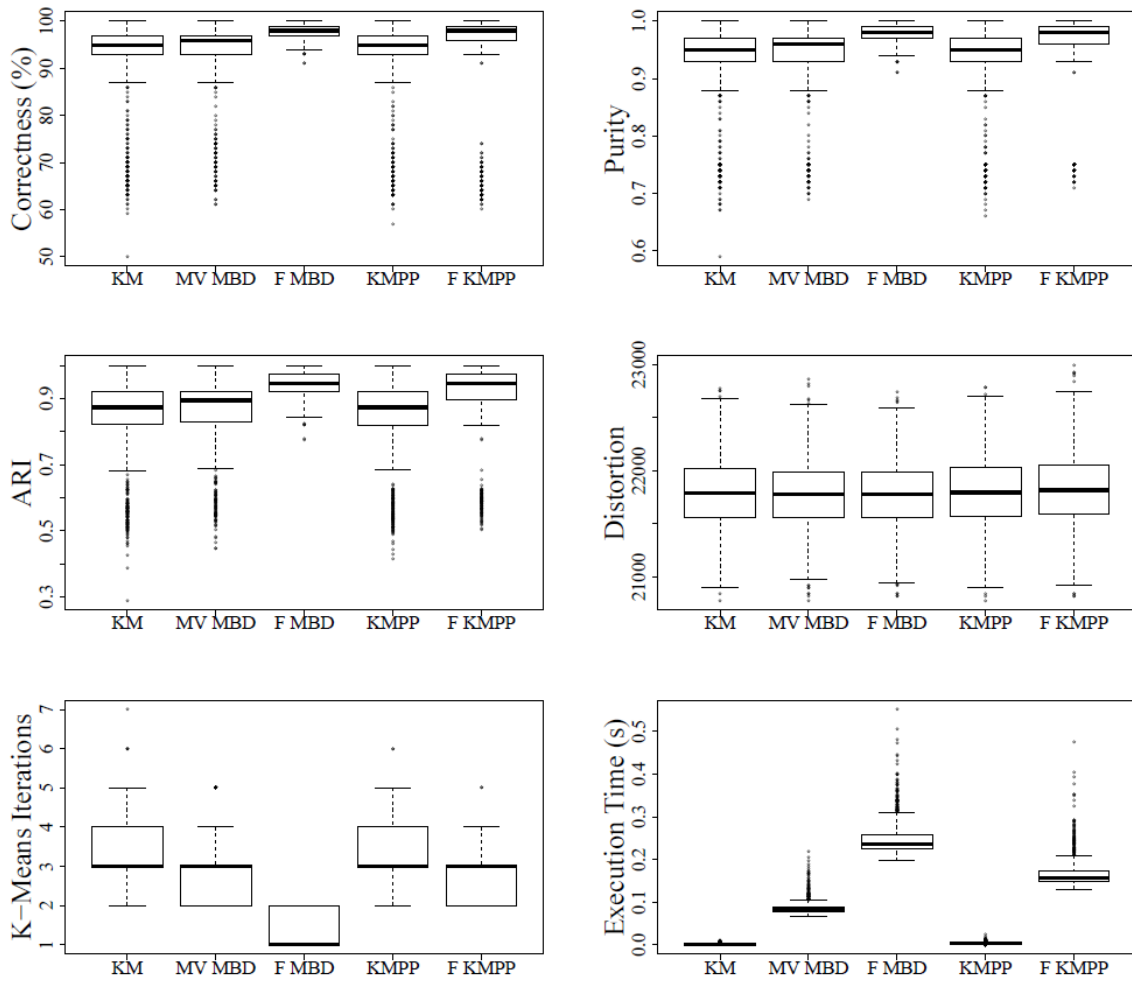 Correctness (%)
50 60 70 80 90 100
KM MV MBD F MBD KMPP F KMPP
Purity
0.6 0.7 0.8 0.9 1.0
KM MV MBD F MBD KMPP F KMPP
ARI
0.3 0.5 0.7 0.9
KM MV MBD F MBD KMPP F KMPP
Distortion
21000 22000 23000
KM MV MBD F MBD KMPP F KMPP
K−Means Iterations
1 2 3 4 5 6 7
KM MV MBD F MBD KMPP F KMPP
Execution Time (s)
0.0 0.1 0.2 0.3 0.4 0.5
KM MV MBD F MBD KMPP F KMPP